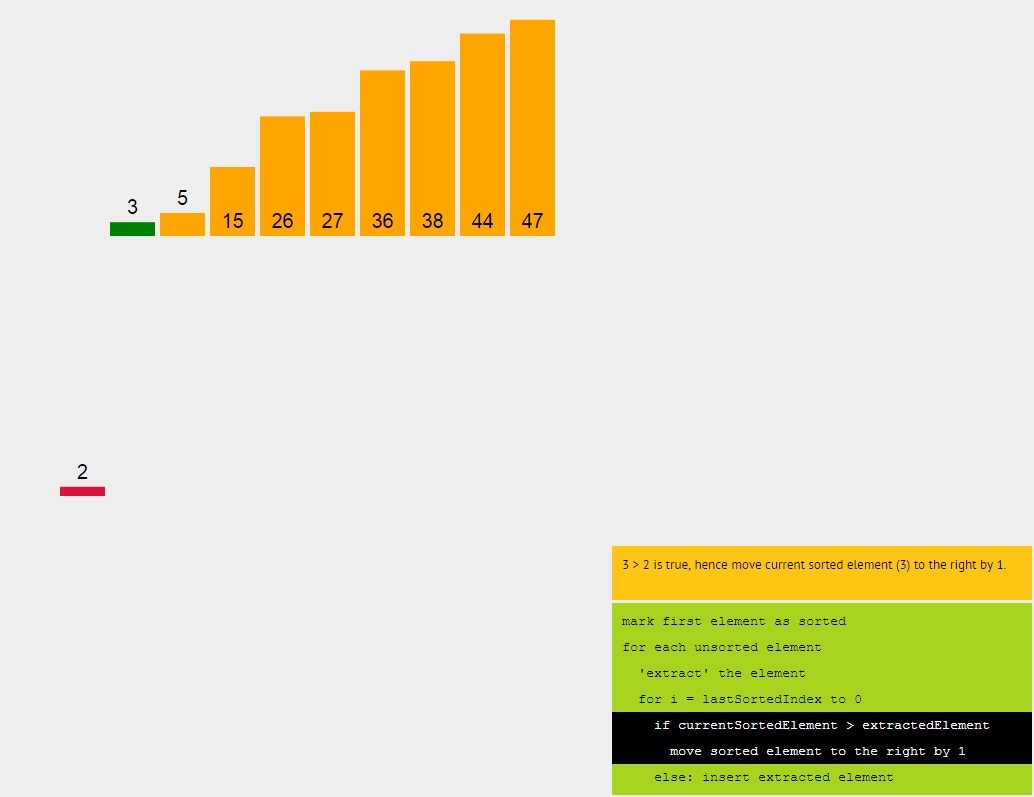 3 5
15 26 27 36 38 44 47
2
3 > 2 is true, hence move current sorted element (3) to the right by 1.
mark first element as sorted
for each unsorted element
'extract' the element
for i = lastSortedIndex to 0
if currentSortedElement > extractedElement
move sorted element to the right by 1
else: insert extracted element